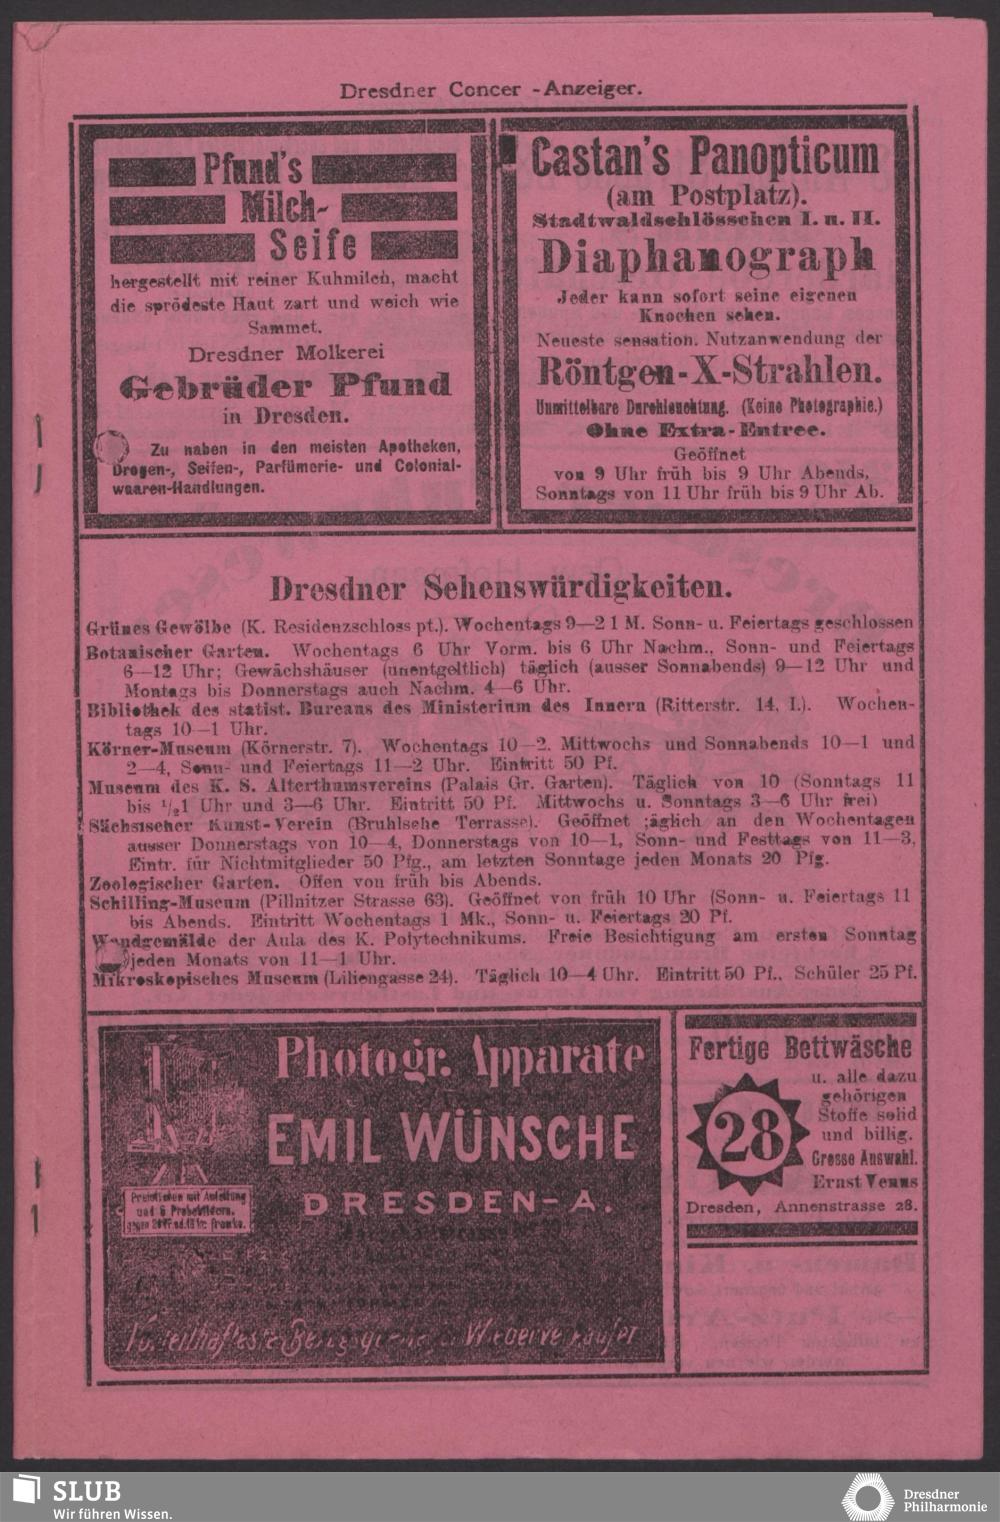 Dresdner Concer -Anzeiger.
Pfund's
Milch-
Seife
hergestellt mit reiner Kuhmilch, macht
die sprödeste Haut zart und weich wie
Sammet.
Dresdner Molkerei
Gebrüder Pfund
in Dresden.
Zu haben in den meisten Apotheken,
Drogen-, Seifen-, Parfümerie- und Colonial-
waaren-Handlungen.
Castan's Panopticum
(am Postplatz).
Stadtwaldschlösschen I. u. II.
Diaphanograph
Jeder kann sofort seine eigenen
Knochen sehen.
Neueste sensation. Nutzanwendung der
Röntgen-X-Strahlen.
Unmittelbare Durchleuchtung. (Keine Photographie.)
Ohne Extra-Entree.
Geöffnet
von 9 Uhr früh bis 9 Uhr Abends,
Sonntags von 11 Uhr früh bis 9 Uhr Ab.
Dresdner Sehenswürdigkeiten.
Grünes Gewölbe (K. Residenzschloss pt.). Wochentags 9—2 1 M. Sonn- u. Feiertags geschlossen
Botanischer Garten. Wochentags 6 Uhr Vorm. bis 6 Uhr Nachm., Sonn- und Feiertags
6—12 Uhr; Gewächshäuser (unentgeltlich) täglich (ausser Sonnabends) 9—12 Uhr und
Montags bis Donnerstags auch Nachm. 4—6 Uhr.
Bibliothek des statist. Bureaus des Ministerium des Innern (Ritterstr. 14, I.). Wochen-
tags 10—1 Uhr.
Körner-Museum (Körnerstr. 7). Wochentags 10—2. Mittwochs und Sonnabends 10—1 und
2—4, Sonn- und Feiertags 11—2 Uhr. Eintritt 50 Pf.
Museum des K. S. Alterthumsvereins (Palais Gr. Garten). Täglich von 10 (Sonntags 11
bis 1/21 Uhr und 3—6 Uhr. Eintritt 50 Pf. Mittwochs u. Sonntags 3—6 Uhr frei)
Sächsischer Kunst-Verein (Bruhlsche Terrasse). Geöffnet jäglich an den Wochentagen
ausser Donnerstags von 10—4, Donnerstags von 10—1, Sonn- und Festtags von 11—3,
Eintr. für Nichtmitglieder 50 Pfg., am letzten Sonntage jeden Monats 20 Pfg.
Zoologischer Garten. Offen von früh bis Abends.
Schilling-Museum (Pillnitzer Strasse 63). Geöffnet von früh 10 Uhr (Sonn- u. Feiertags 11
bis Abends. Eintritt Wochentags 1 Mk., Sonn- u. Feiertags 20 Pf.
Wandgemälde der Aula des K. Polytechnikums. Freie Besichtigung am ersten Sonntag
jeden Monats von 11—1 Uhr.
Mikroskopisches Museum (Liliengasse 24). Täglich 10—4 Uhr. Eintritt 50 Pf., Schüler 25 Pf.
Photogr. Apparate
EMIL WÜNSCHE
DRESDEN-A.
Preislisten mit Anleitung
und 6 Probebildern.
gegen 20 Pf
franko.
Fertige Bettwäsche
28
u. alle dazu
gehörigen
Stoffe solid
und billig.
Grosse Auswahl.
Ernst Venus
Dresden, Annenstrasse 28.
SLUB
Wir führen Wissen.
Dresdner
Philharmonie